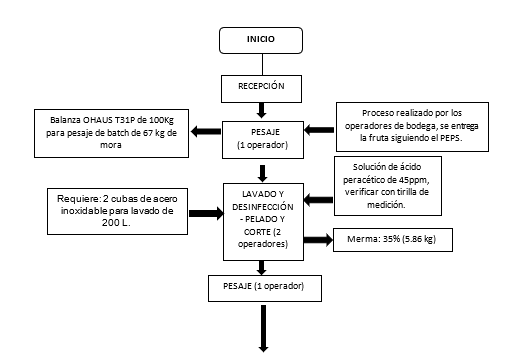 INICIO
RECEPCIÓN
Balanza OHAUS T31P de 100Kg
para pesaje de batch de 67 kg de
mora
PESAJE
(1 operador)
Proceso realizado por los
operadores de bodega, se entrega
la fruta siguiendo el PEPS.
Solución de ácido
peracético de 45ppm,
verificar con tirilla de
medición.
Requiere: 2 cubas de acero
inoxidable para lavado de
200 L.
LAVADO Y
DESINFECCIÓN
- PELADO Y
CORTE (2
operadores)
Merma: 35% (5.86 kg)
PESAJE (1 operador)